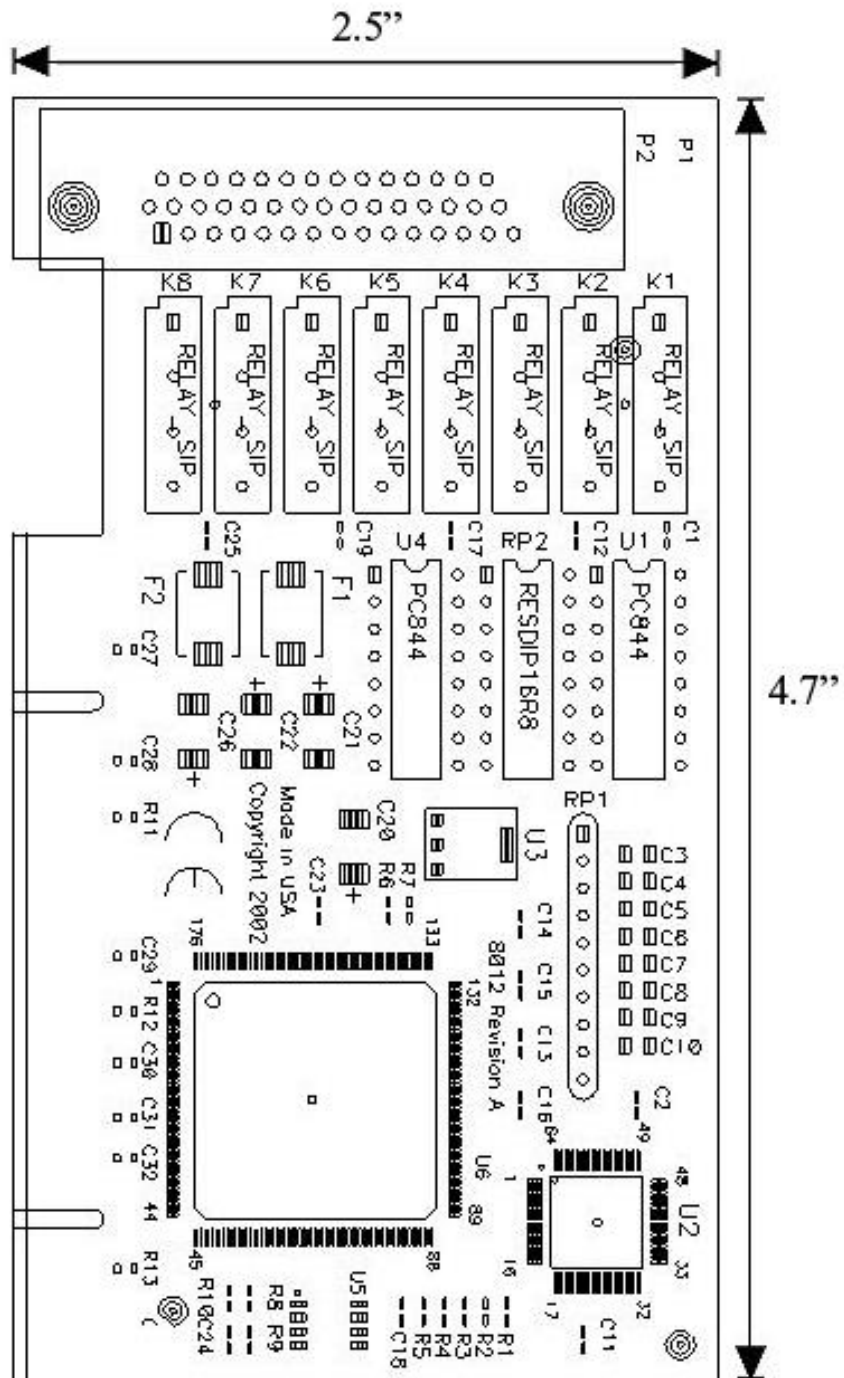 2.5”
P2 P1
K8 K7 K6 K5 K4 K3 K2 K1
RELAY SIP RELAY SIP RELAY SIP RELAY SIP RELAY SIP RELAY SIP RELAY SIP RELAY SIP
C25 C19 U4 C17 RP2 C12 U1 C1
F2 F1 PC844 RESDIP16R8 PC844
C27
4.7”
C26 C22 C21
C28
RP1
R11 Copyright 2002 Made in USA C20 U3
C23 R6 R7
C3
C4
C5
C6
C7
C8
C9
C10
C14
C15
C13
C16
176 133
C29 1 132 8012 Revision A
R12
C30
C31
C32
C2
64 49
44 U6 89
1 48
U2
16 33
45 88
17 32
R13
C
R10 C24 R8 R9 U5 C18 R5 R4 R3 R2 R1 C11